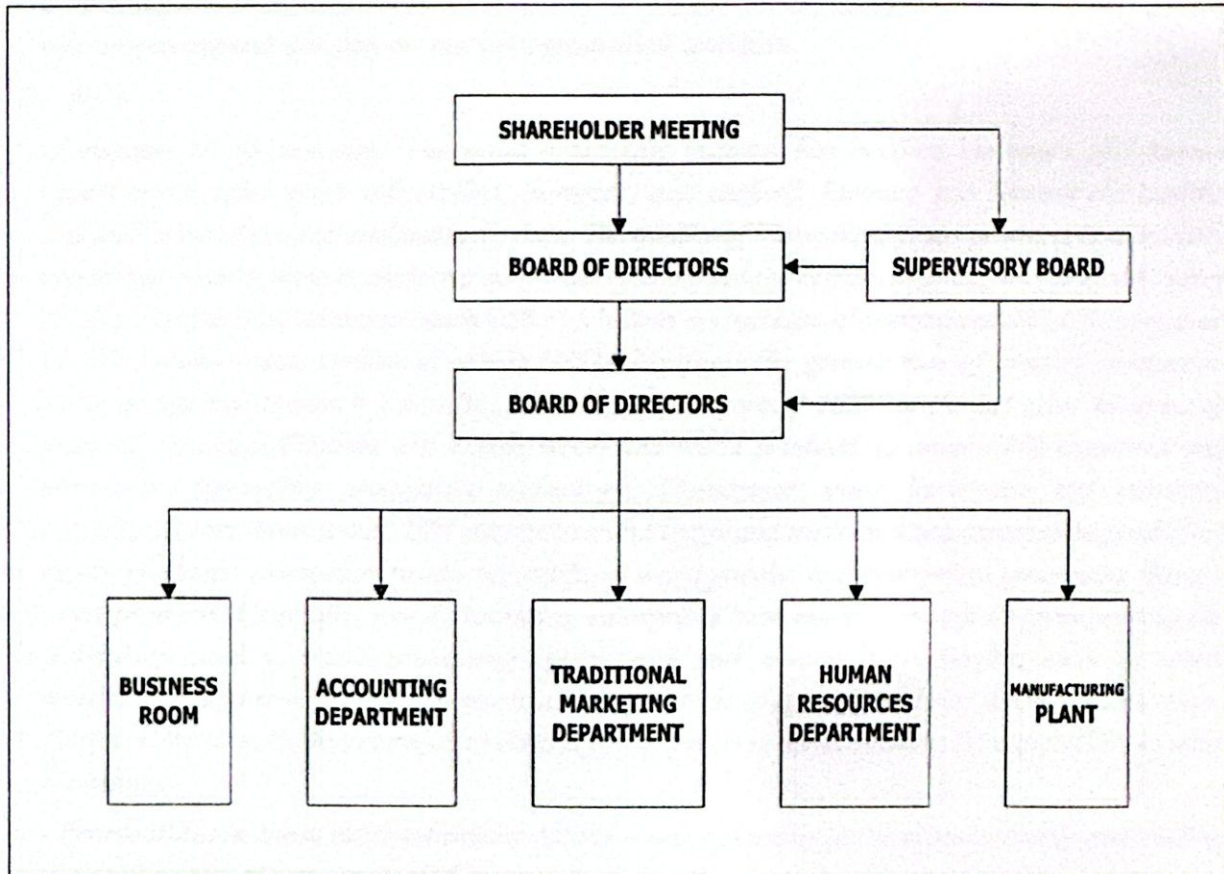 SHAREHOLDER MEETING
BOARD OF DIRECTORS
SUPERVISORY BOARD
BOARD OF DIRECTORS
BUSINESS
ROOM
ACCOUNTING
DEPARTMENT
TRADITIONAL
MARKETING
DEPARTMENT
HUMAN
RESOURCES
DEPARTMENT
MANUFACTURING
PLANT